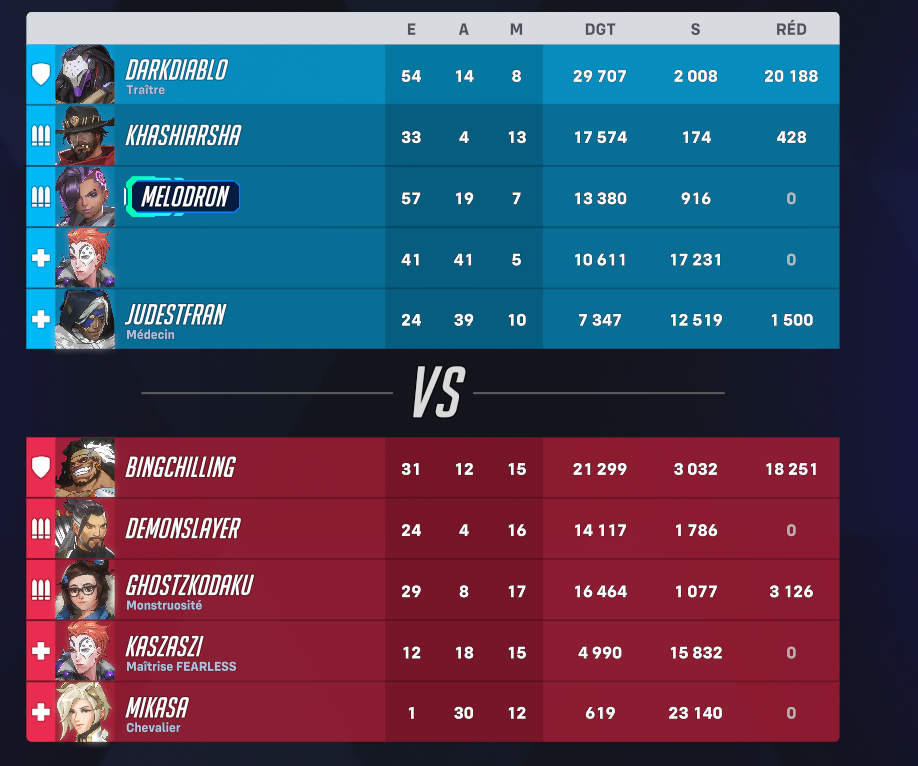 E A M DGT S RÉD
DARKDIABLO 54 14 8 29 707 2 008 20 188
Traître
KHASHIARSHA 33 4 13 17 574 174 428
MELODRON 57 19 7 13 380 916 0
41 41 5 10 611 17 231 0
JUDESTFRAN 24 39 10 7 347 12 519 1 500
Médecin
VS
BINGCHILLING 31 12 15 21 299 3 032 18 251
DEMONSLAYER 24 4 16 14 117 1 786 0
GHOSTZKODAKU 29 8 17 16 464 1 077 3 126
Monstruosité
KASZASZI 12 18 15 4 990 15 832 0
Maîtrise FEARLESS
MIKASA 1 30 12 619 23 140 0
Chevalier